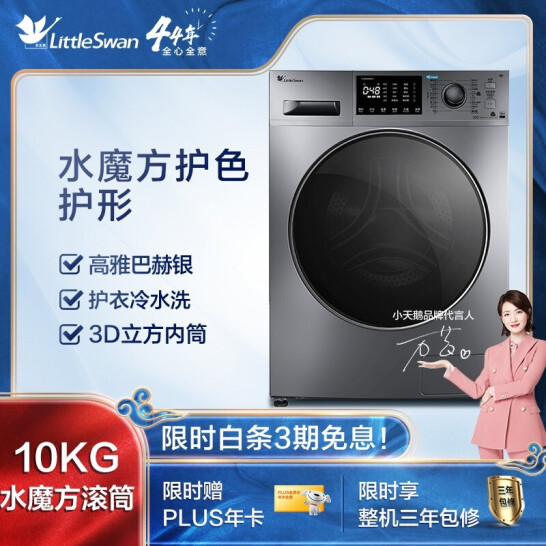 LittleSwan 44年
全心全意
LittleSwan
048
水魔方护色
护形
高雅巴赫银
护衣冷水洗
3D立方内筒
小天鹅品牌代言人
10KG
水魔方滚筒
限时白条3期免息！
限时赠
PLUS年卡
限时享
整机三年包修
三年
包修